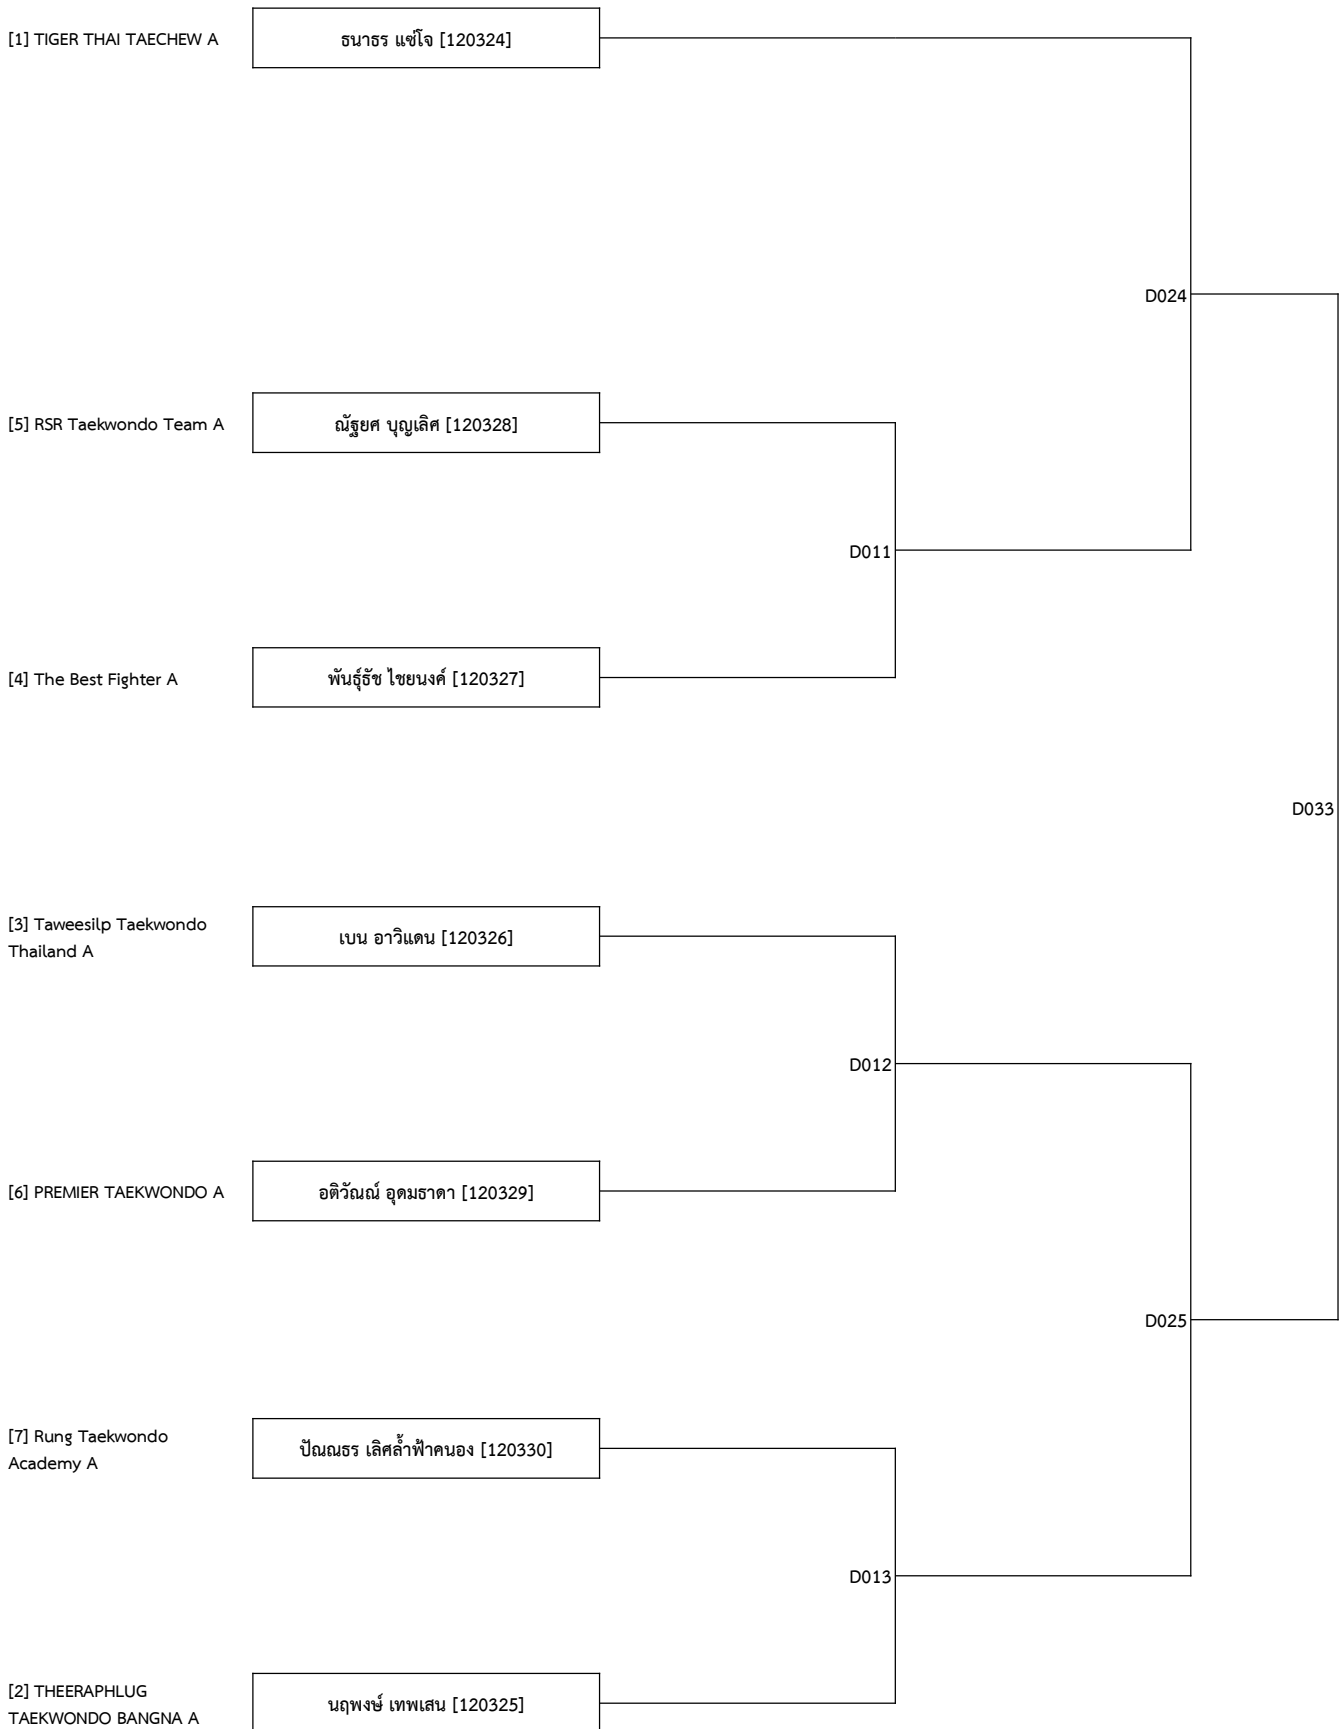 [1] TIGER THAI TAECHEW A
ธนาธร แซ่โจ [120324]
D024
[5] RSR Taekwondo Team A
ณัฐยศ บุญเลิศ [120328]
D011
[4] The Best Fighter A
พันธุ์ธัช ไชยนงค์ [120327]
D033
[3] Taweesilp Taekwondo
Thailand A
เบน อาวิแดน [120326]
D012
[6] PREMIER TAEKWONDO A
อติวัณณ์ อุดมธาดา [120329]
D025
[7] Rung Taekwondo
Academy A
ปัณณธร เลิศล้ำฟ้าคนอง [120330]
D013
[2] THEERAPHLUG
TAEKWONDO BANGNA A
นฤพงษ์ เทพเสน [120325]